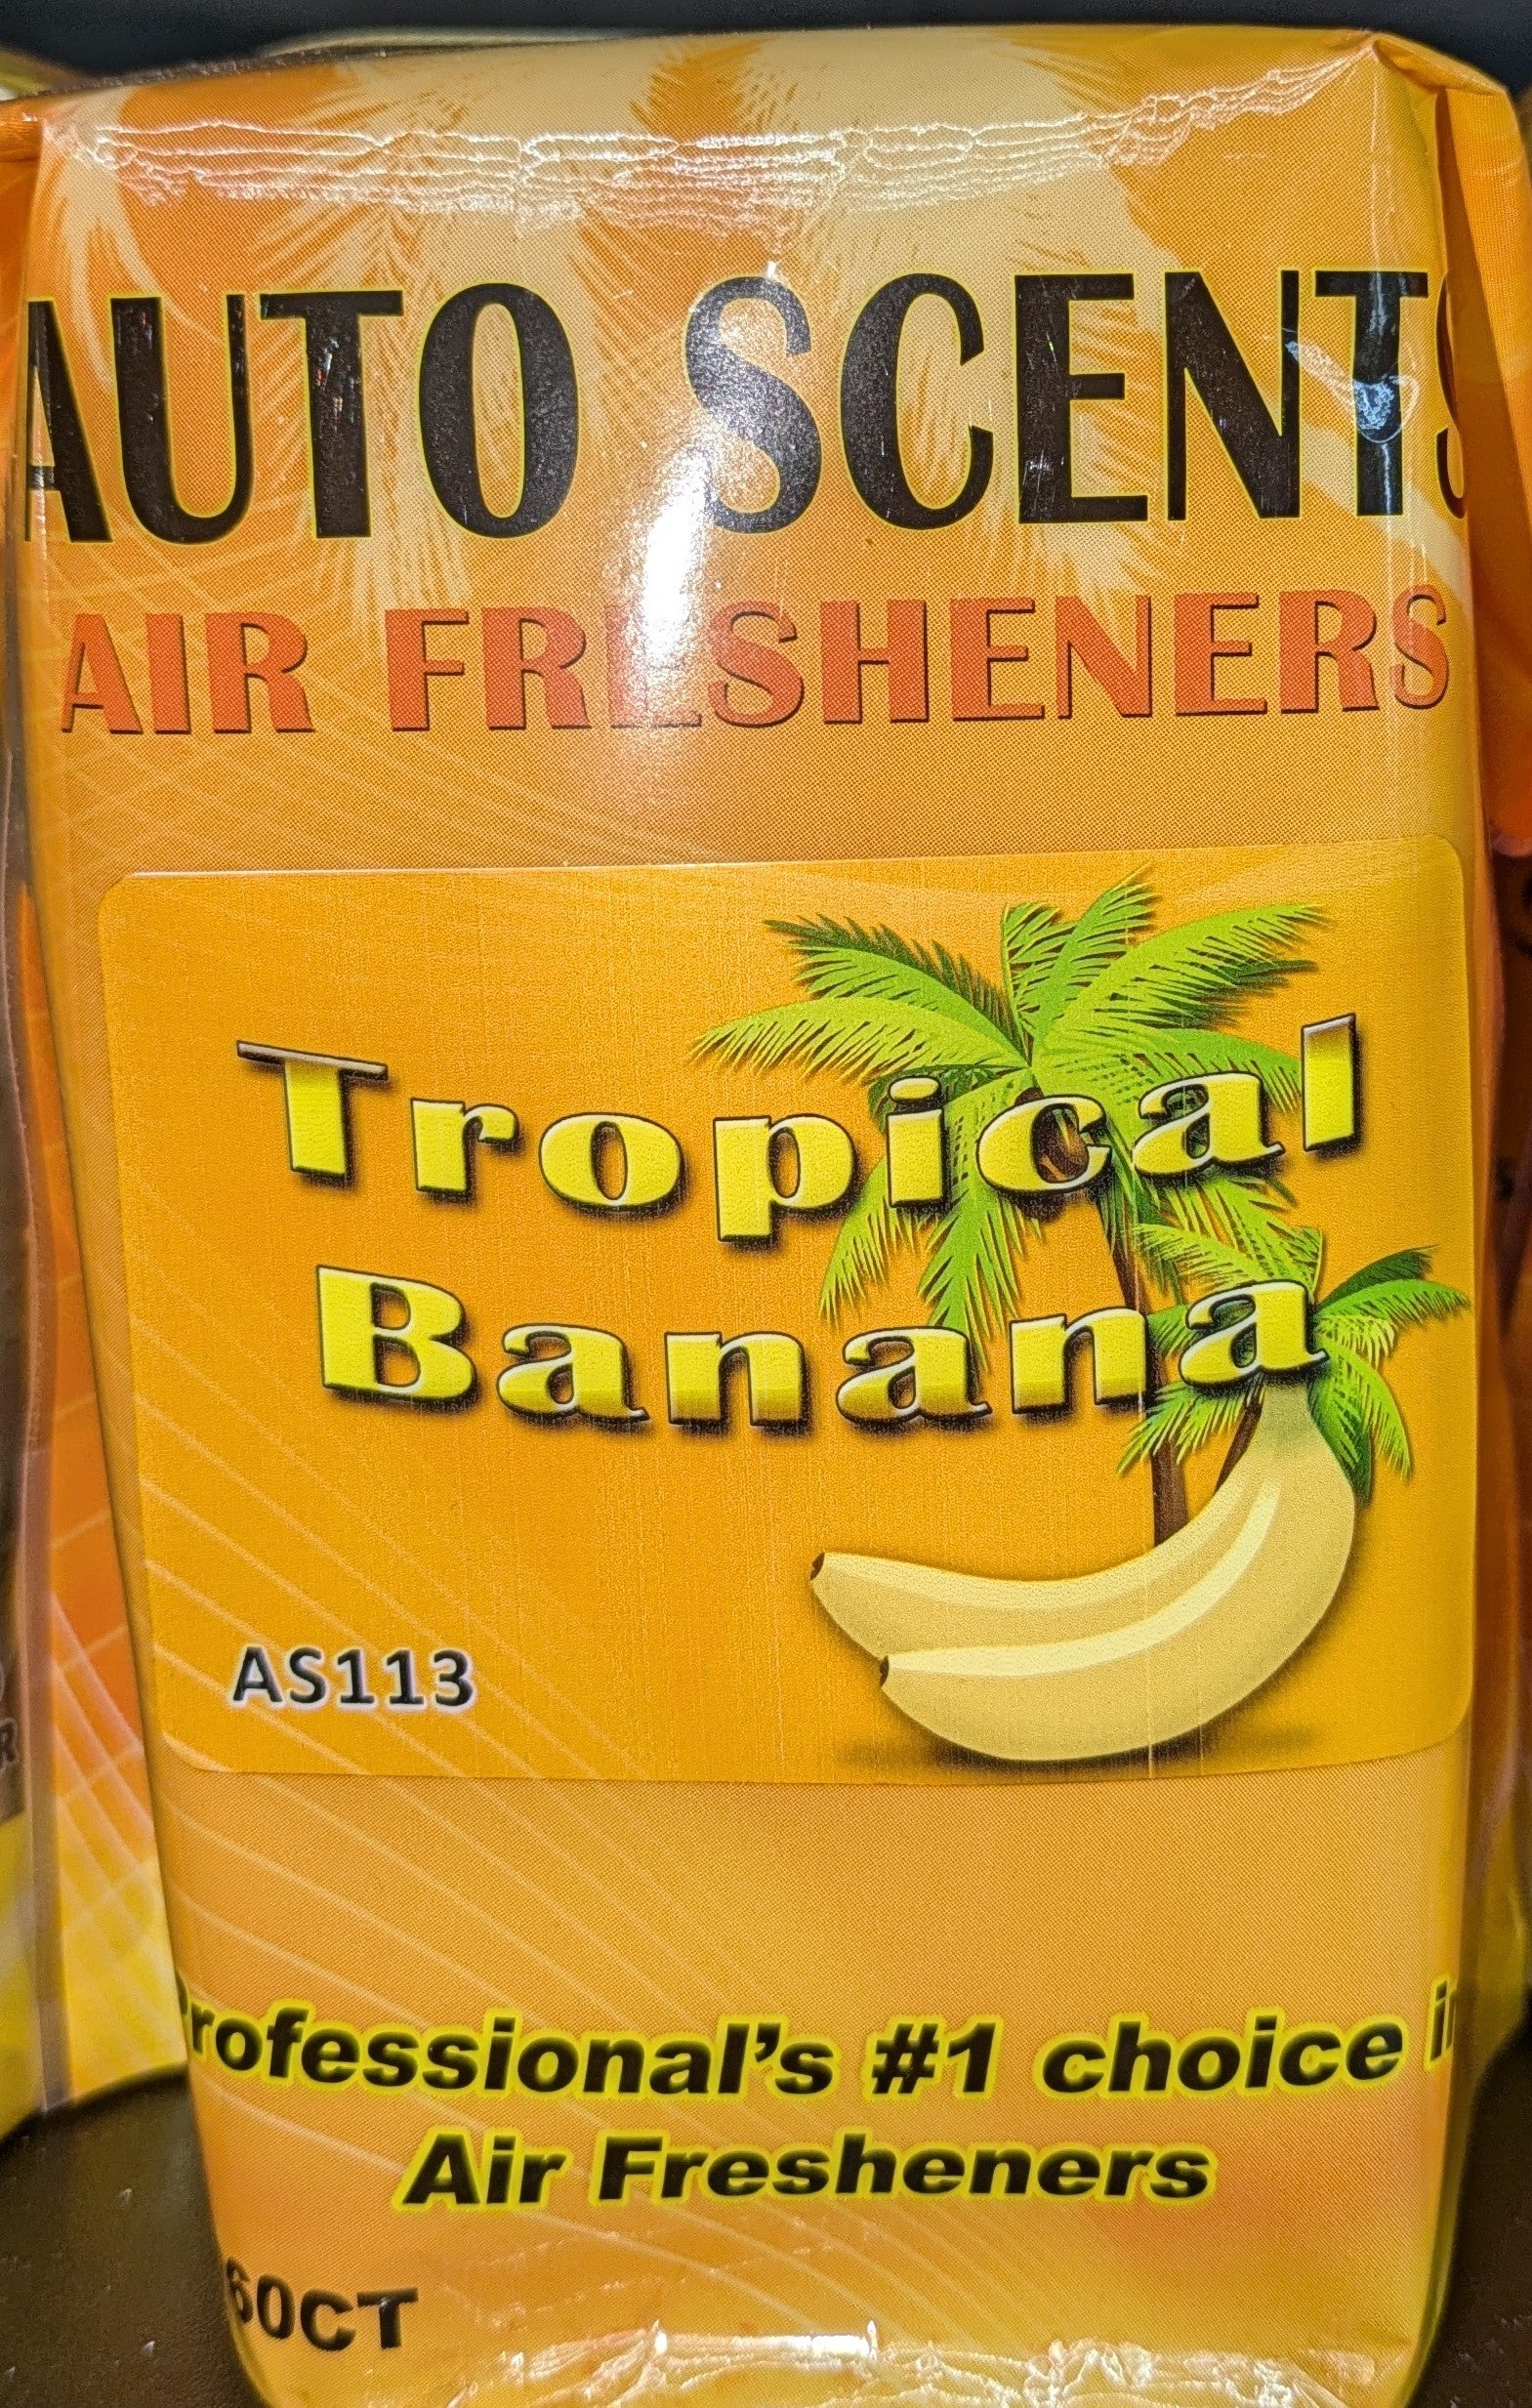 AUTO SCENTS
AIR FRESHENERS
Tropical
Banana
AS113
Professional's #1 choice in
Air Fresheners
60CT